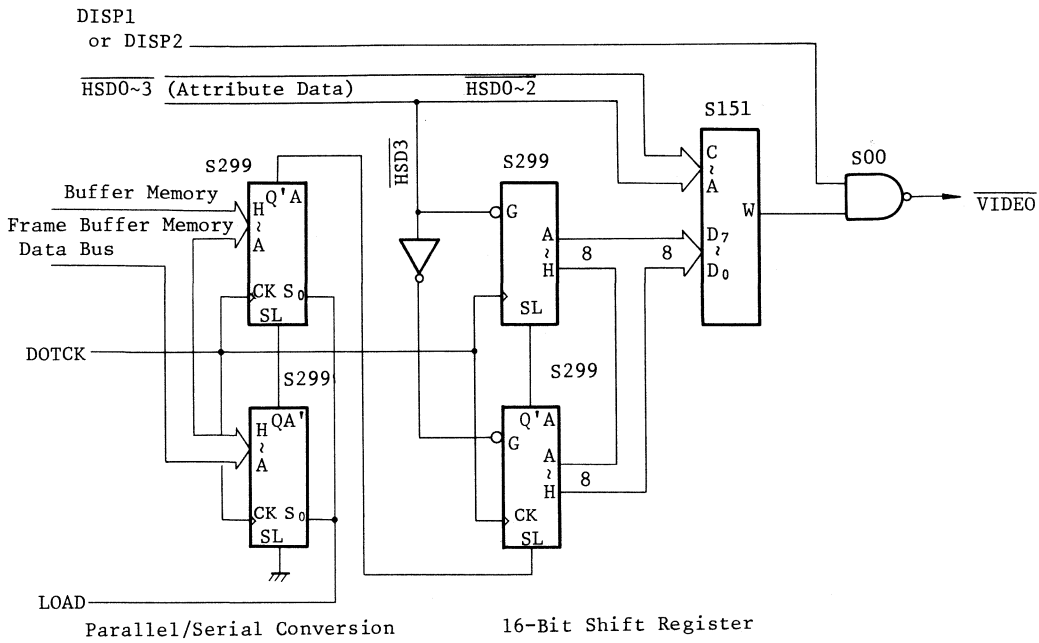 DISP1
or DISP2
HSD0~3 (Attribute Data)
HSD0~2
S151
S299
HSD3
S299
S00
Q'A
C
~
A
Buffer Memory
H
~
A
G
W
VIDEO
Frame Buffer Memory
Data Bus
A
~
H
8
8
D7
~
D0
CK S0
SL
SL
DOTCK
S299
S299
QA'
H
~
A
Q'A
G
A
~
H
8
CK S0
SL
CK
SL
LOAD
Parallel/Serial Conversion
16-Bit Shift Register